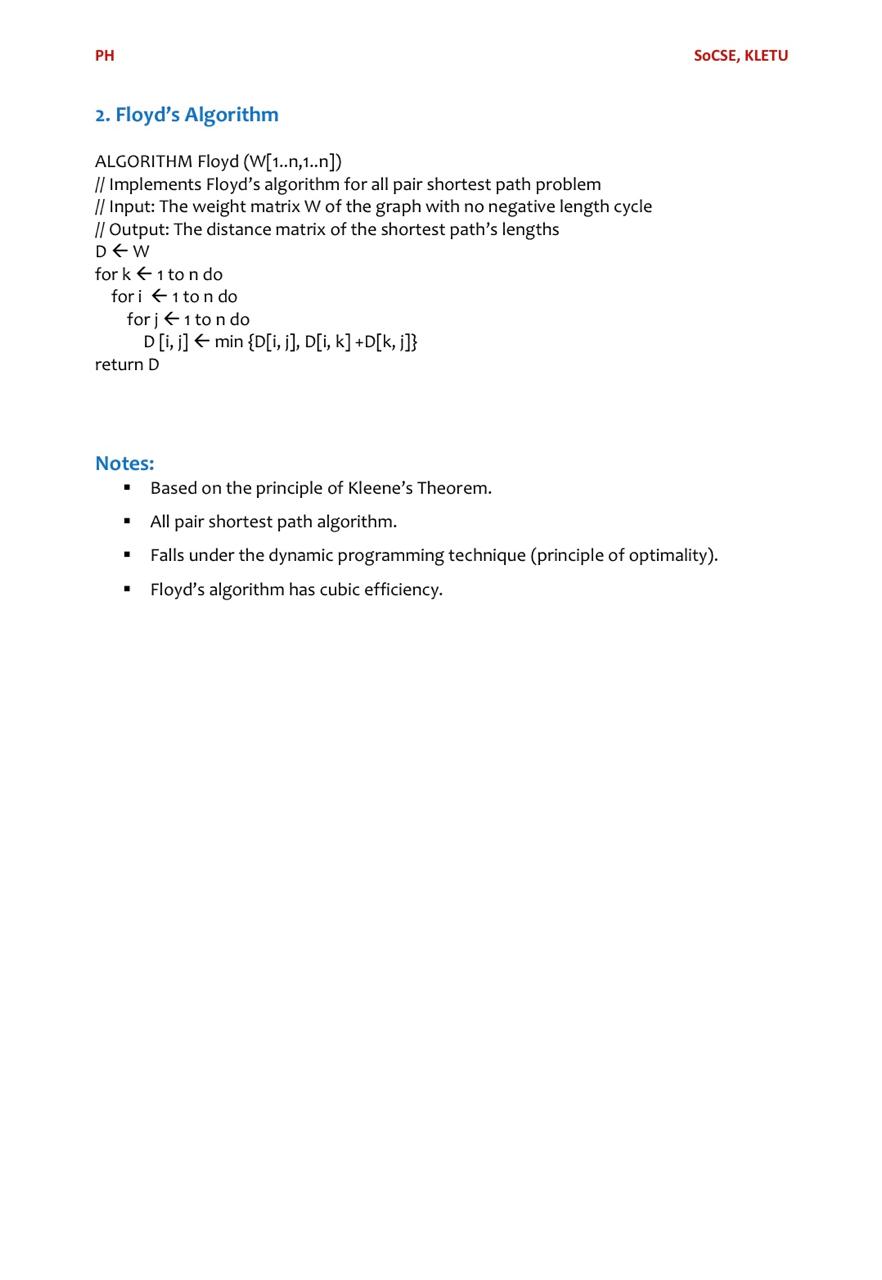 PH SoCSE, KLETU
2. Floyd’s Algorithm
ALGORITHM Floyd (W[1..n,1..n])
// Implements Floyd’s algorithm for all pair shortest path problem
// Input: The weight matrix W of the graph with no negative length cycle
// Output: The distance matrix of the shortest path’s lengths
D ← W
for k ← 1 to n do
for i ← 1 to n do
for j ← 1 to n do
D [i, j] ← min {D[i, j], D[i, k] +D[k, j]}
return D
Notes:
▪ Based on the principle of Kleene’s Theorem.
▪ All pair shortest path algorithm.
▪ Falls under the dynamic programming technique (principle of optimality).
▪ Floyd’s algorithm has cubic efficiency.